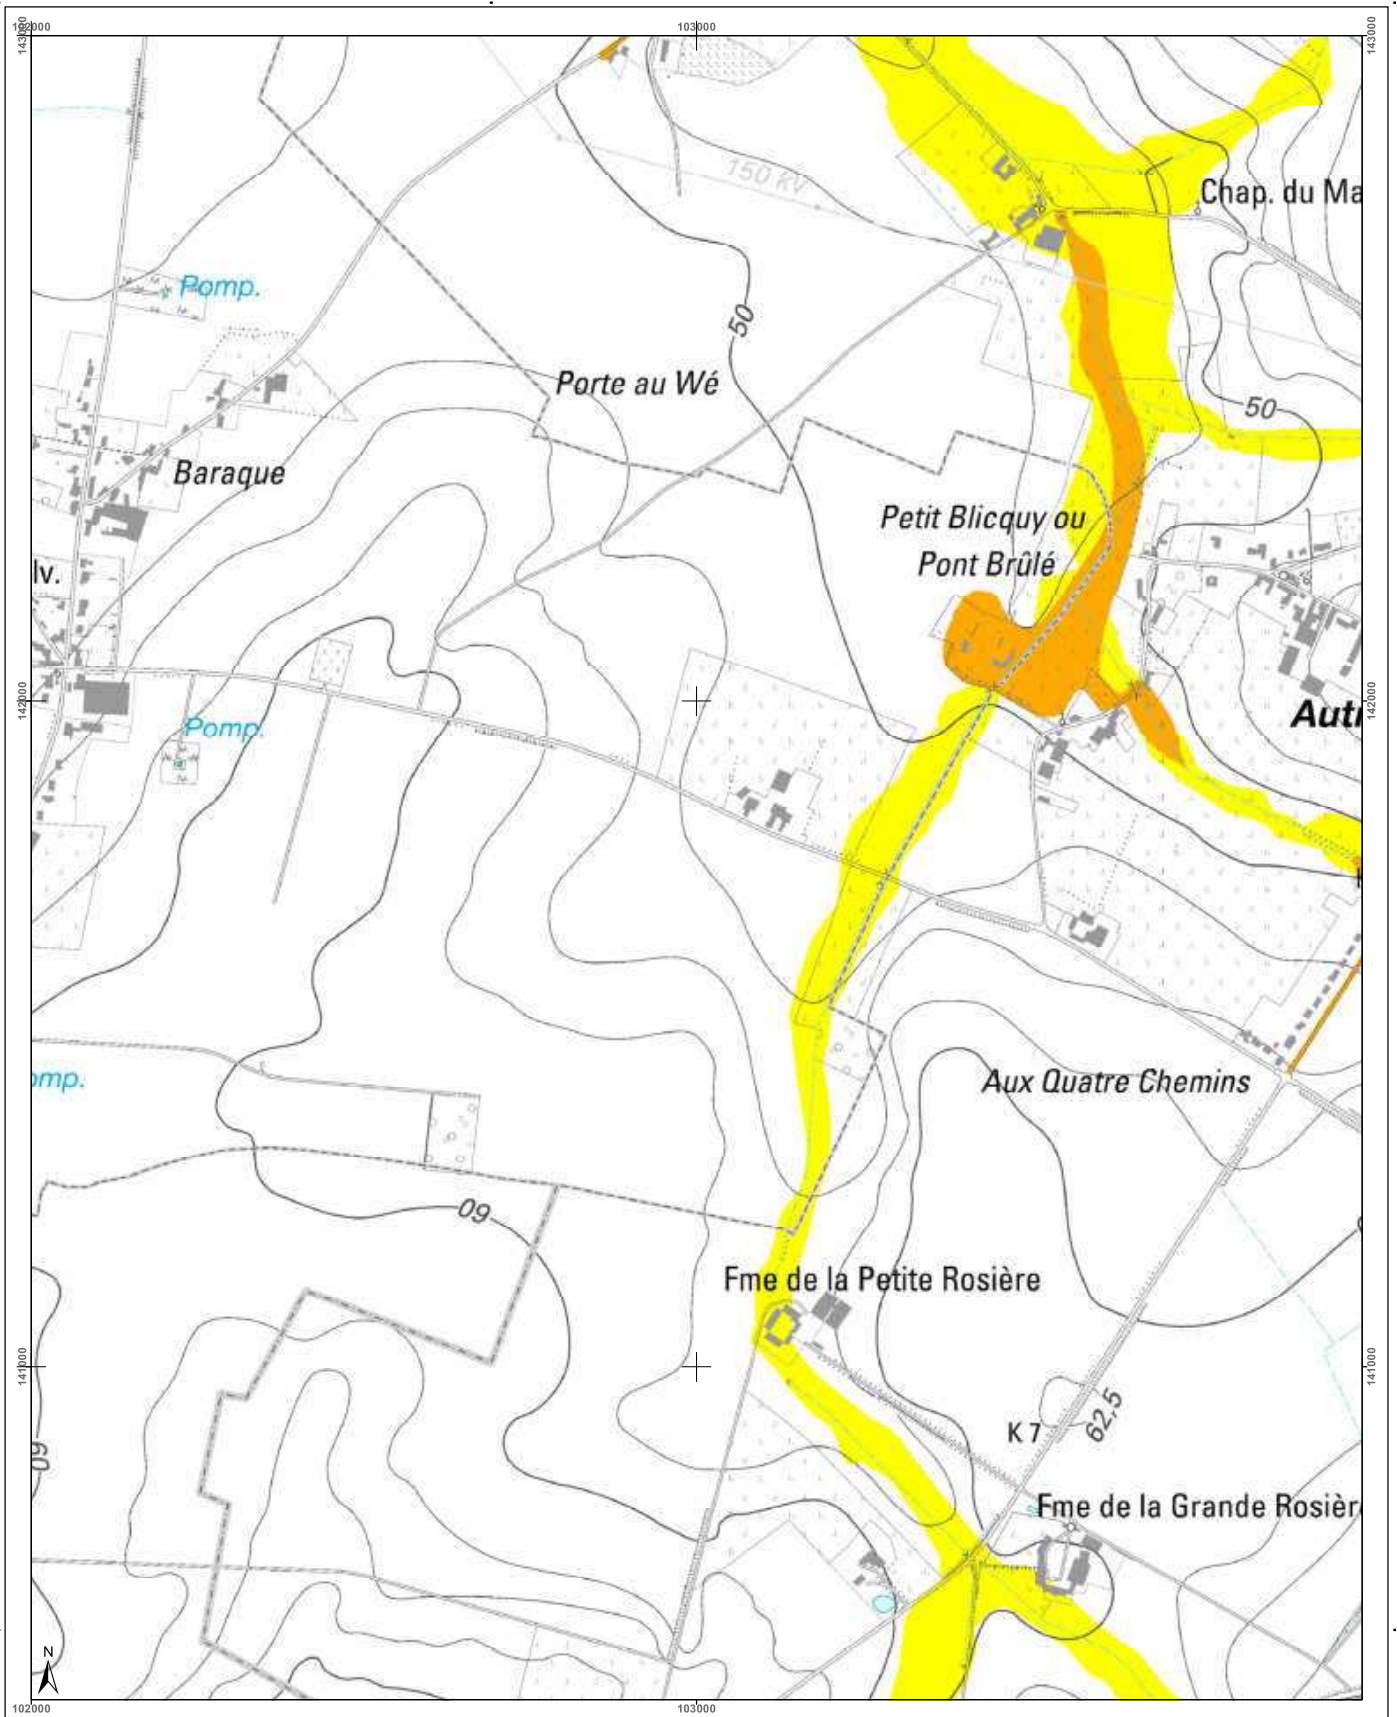 102000
103000
143000
143000
150 KV
Chap. du Ma
Pomp.
50
Porte au Wé
50
Baraque
Petit Blicquy ou
Pont Brûlé
lv.
142000
142000
Pomp.
Aut
omp.
Aux Quatre Chemins
60
Fme de la Petite Rosière
141000
141000
62,5
K 7
60
Fme de la Grande Rosièr
N
102000
103000